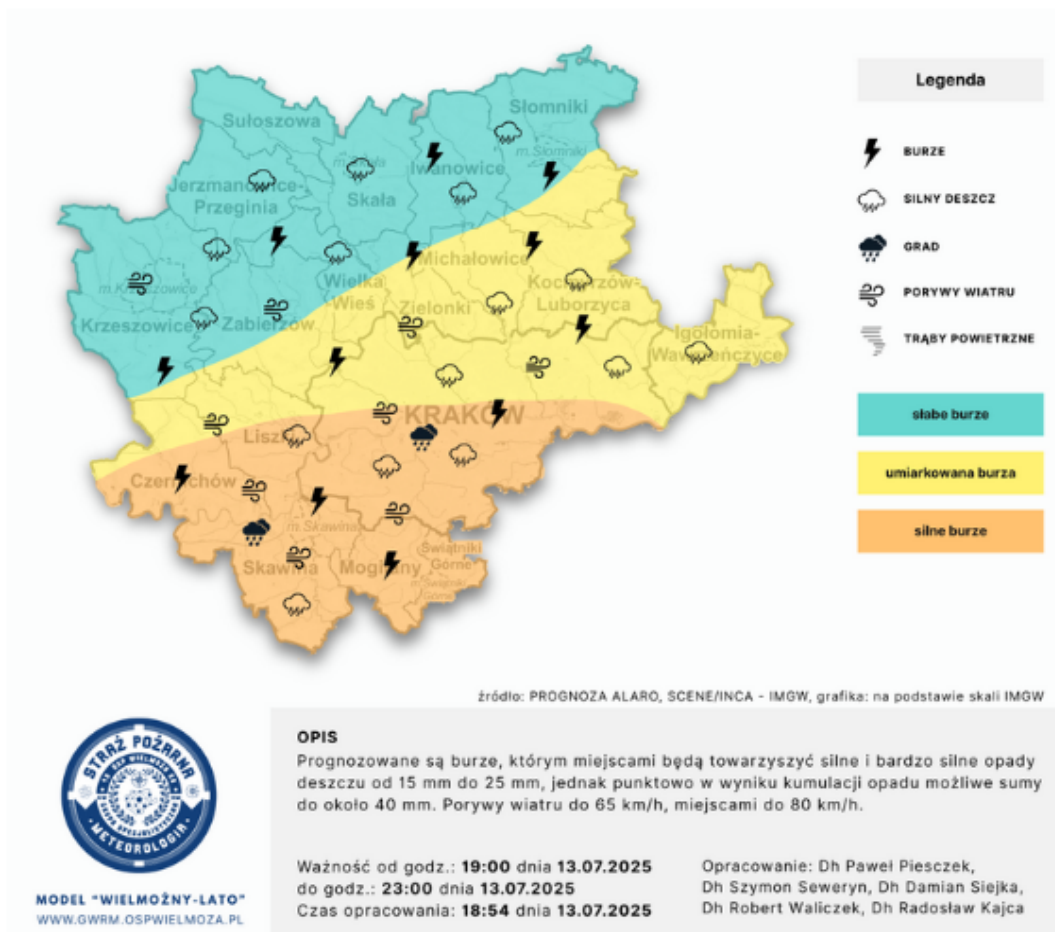 Legenda
BURZE
SILNY DESZCZ
GRAD
PORYWY WIATRU
TRĄBY POWIETRZNE
słabe burze
umiarkowana burza
silne burze
Słomniki
Sułoszowa
m. Słomniki
Iwanowice
Jerzmanowice-
Przeginia
Skała
Michałowice
Wielka
Wieś
Kocmyrzów-
Luborzyca
Zielonki
Krzeszowice
Zabierzów
Igołomia-
Wawrzeńczyce
KRAKÓW
Liszki
Czernichów
m. Skawina
Świątniki
Górne
Skawina
Mogilany
źródło: PROGNOZA ALARO, SCENE/INCA - IMGW, grafika: na podstawie skali IMGW
STRAŻ POŻARNA
METEOROLOGIA
MODEL "WIELMOŻNY-LATO"
WWW.GWRM.OSPWIELMOZA.PL
OPIS
Prognozowane są burze, którym miejscami będą towarzyszyć silne i bardzo silne opady
deszczu od 15 mm do 25 mm, jednak punktowo w wyniku kumulacji opadu możliwe sumy
do około 40 mm. Porywy wiatru do 65 km/h, miejscami do 80 km/h.
Ważność od godz.: 19:00 dnia 13.07.2025
do godz.: 23:00 dnia 13.07.2025
Czas opracowania: 18:54 dnia 13.07.2025
Opracowanie: Dh Paweł Piesczek,
Dh Szymon Seweryn, Dh Damian Siejka,
Dh Robert Waliczek, Dh Radosław Kajca